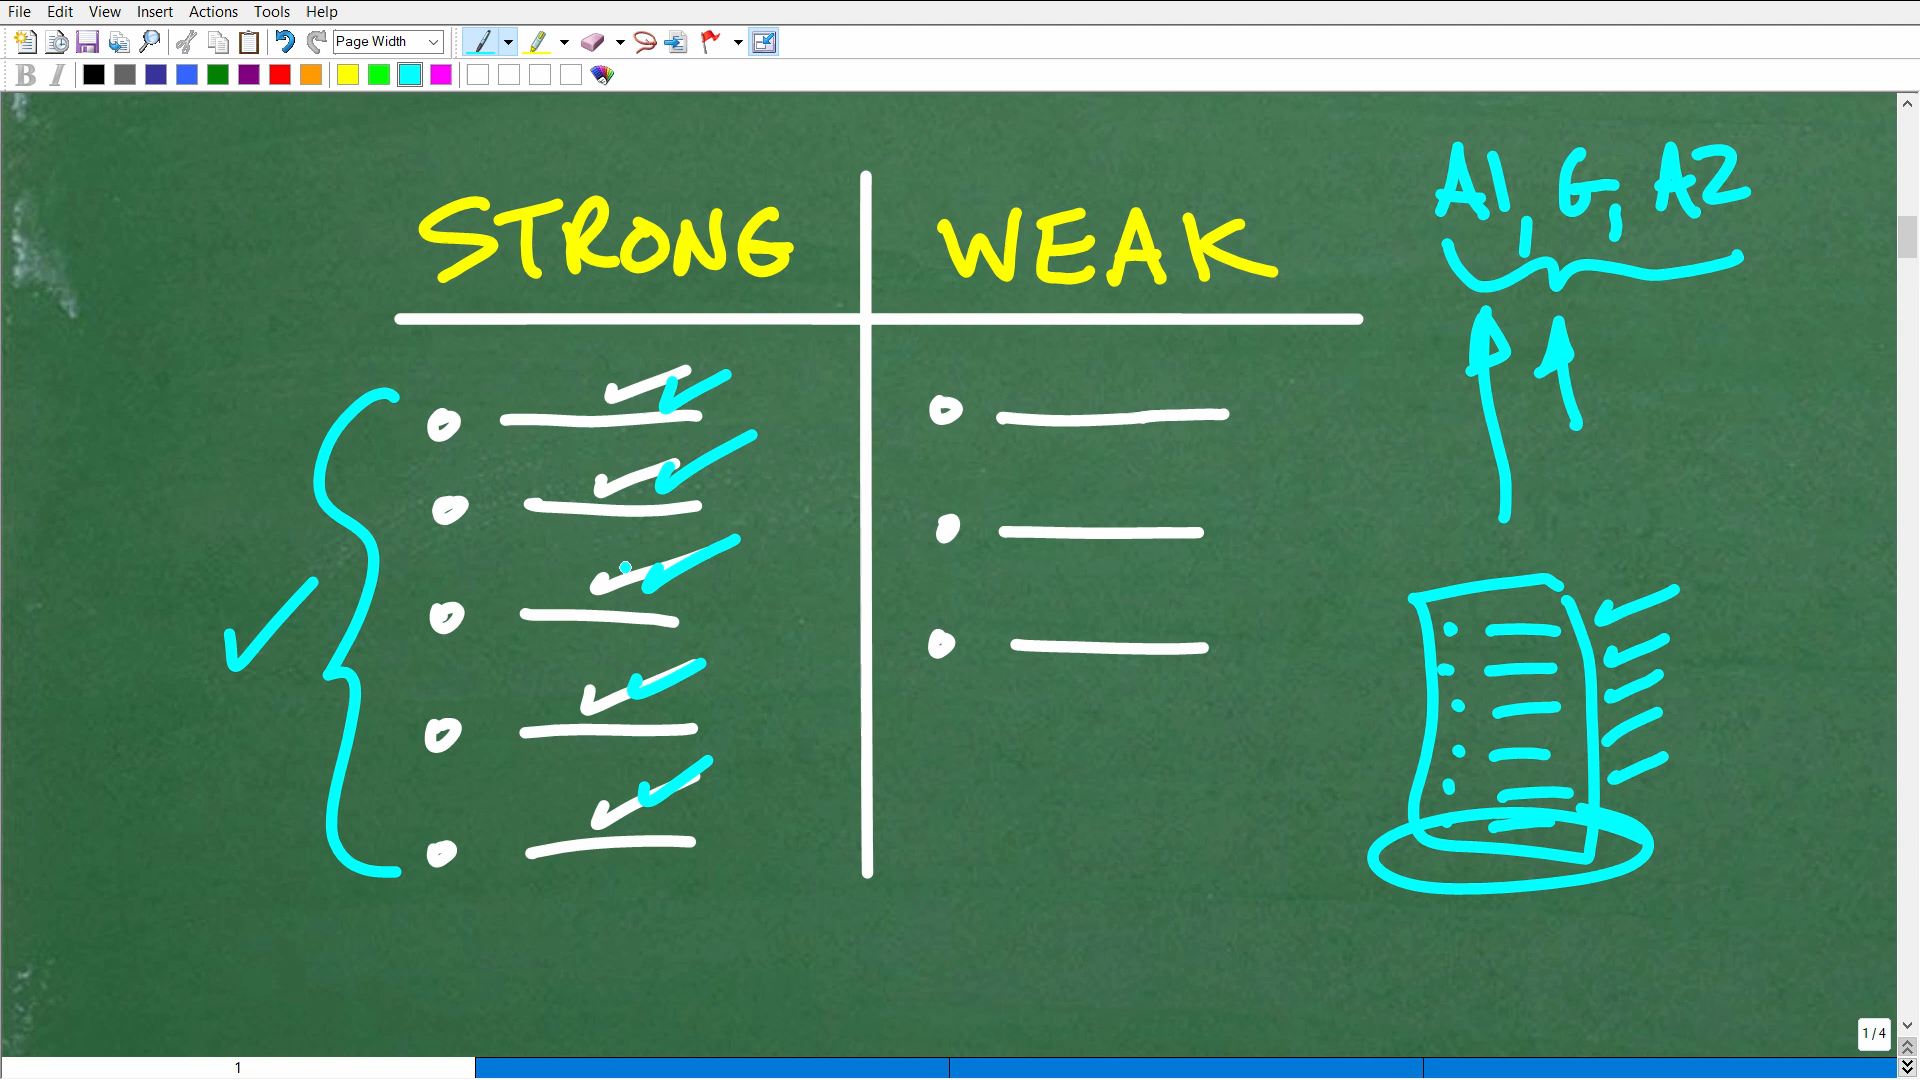 File Edit View Insert Actions Tools Help
Page Width
B I
STRONG WEAK
A1, G, A2
1 / 4
1